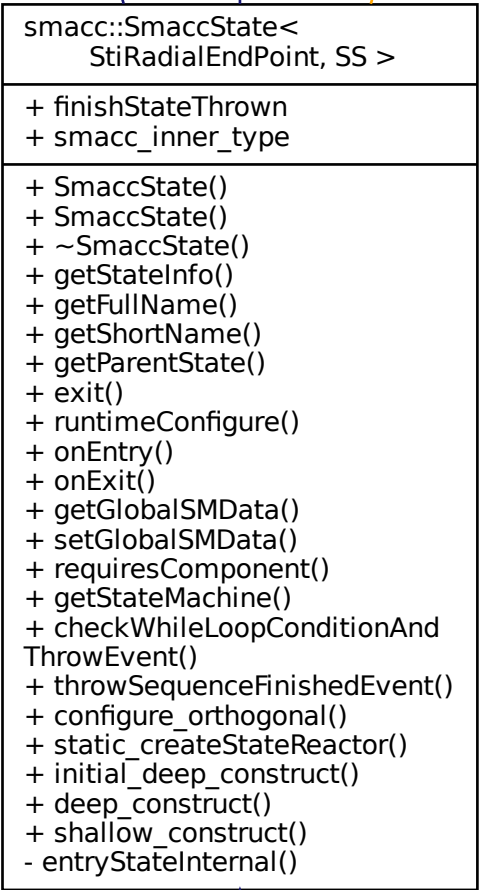 smacc::SmaccState<
StiRadialEndPoint, SS >
+ finishStateThrown
+ smacc_inner_type
+ SmaccState()
+ SmaccState()
+ ~SmaccState()
+ getStateInfo()
+ getFullName()
+ getShortName()
+ getParentState()
+ exit()
+ runtimeConfigure()
+ onEntry()
+ onExit()
+ getGlobalSMData()
+ setGlobalSMData()
+ requiresComponent()
+ getStateMachine()
+ checkWhileLoopConditionAnd
ThrowEvent()
+ throwSequenceFinishedEvent()
+ configure_orthogonal()
+ static_createStateReactor()
+ initial_deep_construct()
+ deep_construct()
+ shallow_construct()
- entryStateInternal()